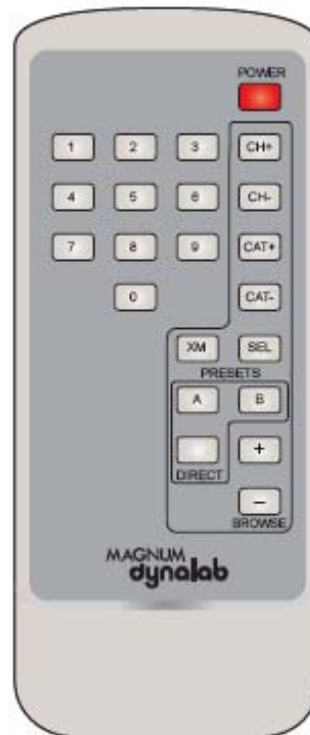 POWER
1 2 3 CH+
4 5 6 CH-
7 8 9 CAT+
0 CAT-
XM SEL
PRESETS
A B
+
DIRECT
−
BROWSE
MAGNUM
dynalab